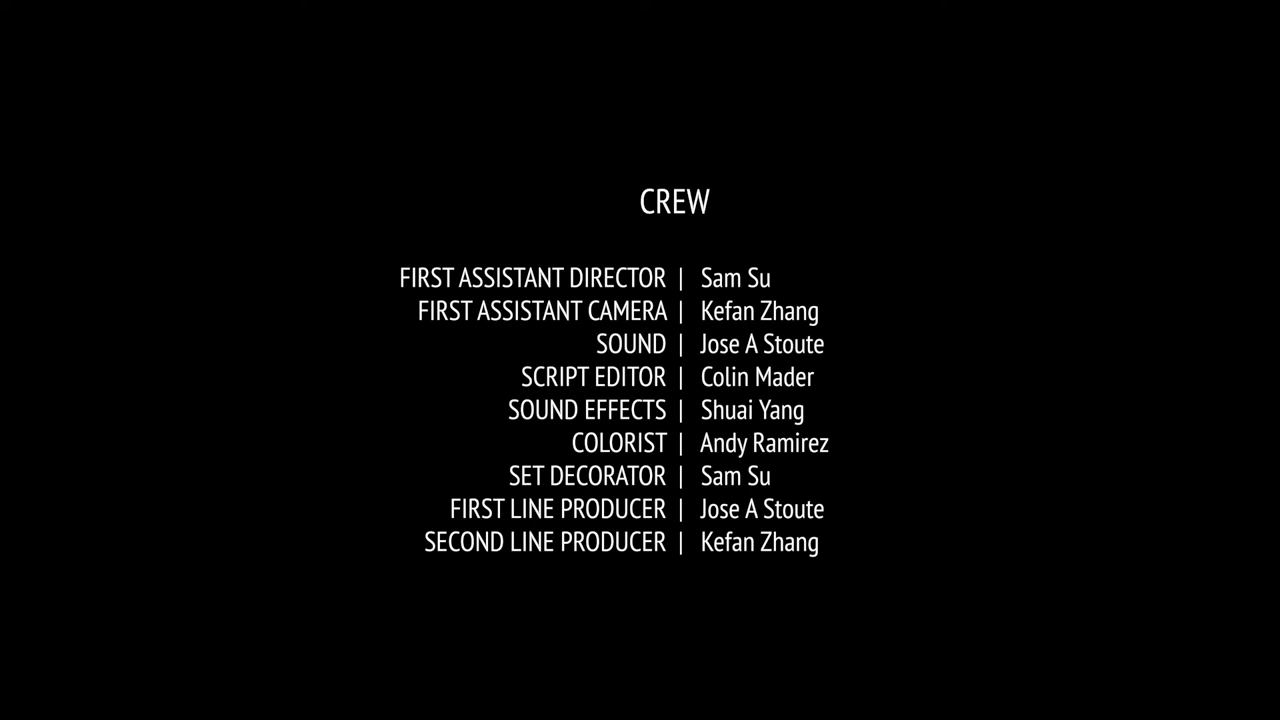 CREW
FIRST ASSISTANT DIRECTOR | Sam Su
FIRST ASSISTANT CAMERA | Kefan Zhang
SOUND | Jose A Stoute
SCRIPT EDITOR | Colin Mader
SOUND EFFECTS | Shuai Yang
COLORIST | Andy Ramirez
SET DECORATOR | Sam Su
FIRST LINE PRODUCER | Jose A Stoute
SECOND LINE PRODUCER | Kefan Zhang